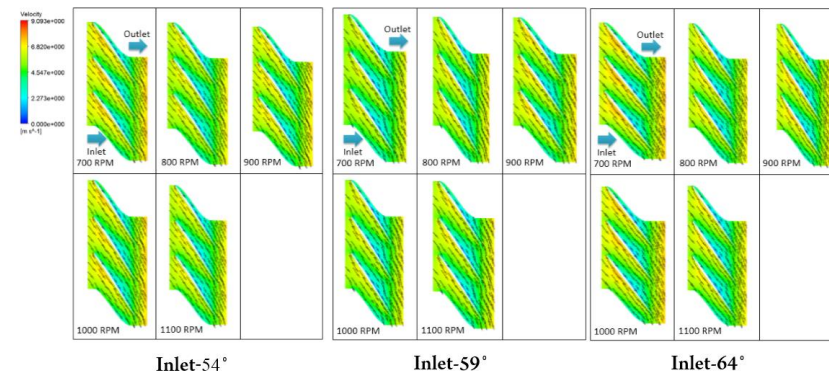 Velocity
9.093e+000
6.820e+000
4.547e+000
2.273e+000
0.000e+000
[m s^-1]
Outlet
Inlet
700 RPM
800 RPM
900 RPM
1000 RPM
1100 RPM
Inlet-54°
Outlet
Inlet
700 RPM
800 RPM
900 RPM
1000 RPM
1100 RPM
Inlet-59°
Outlet
Inlet
700 RPM
800 RPM
900 RPM
1000 RPM
1100 RPM
Inlet-64°